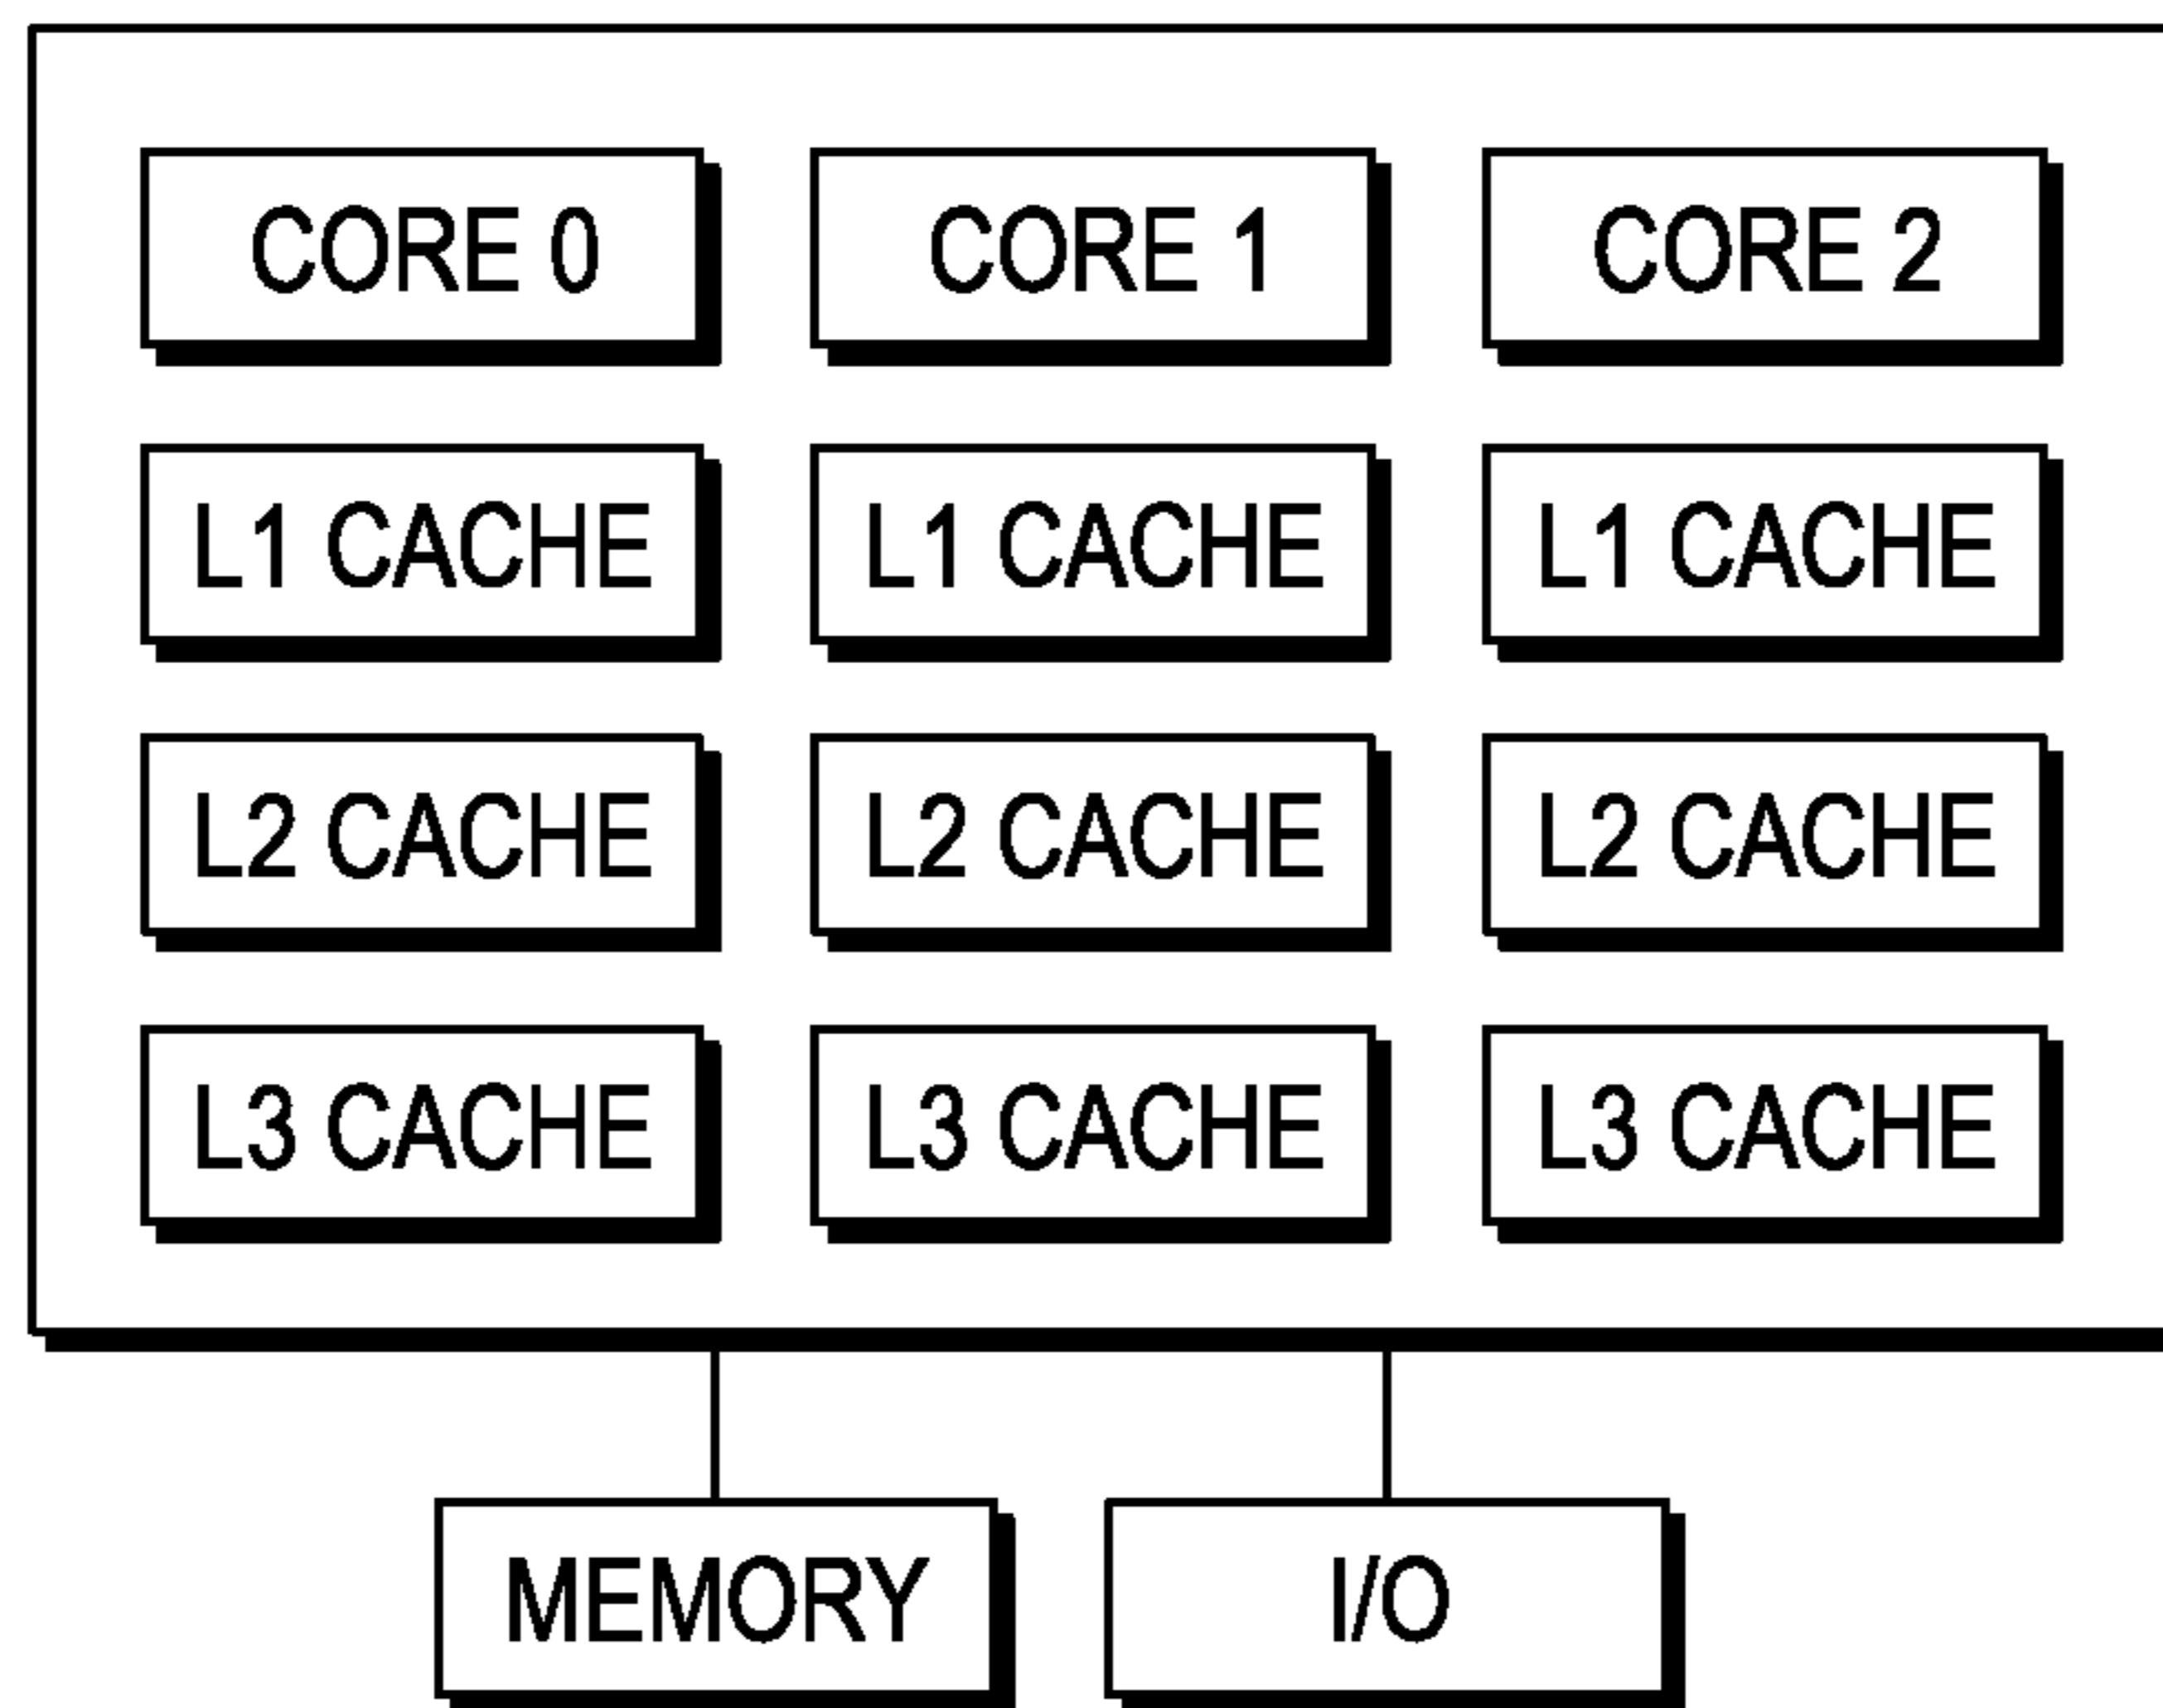 CORE 0 CORE 1 CORE 2
L1 CACHE L1 CACHE L1 CACHE
L2 CACHE L2 CACHE L2 CACHE
L3 CACHE L3 CACHE L3 CACHE
MEMORY I/O